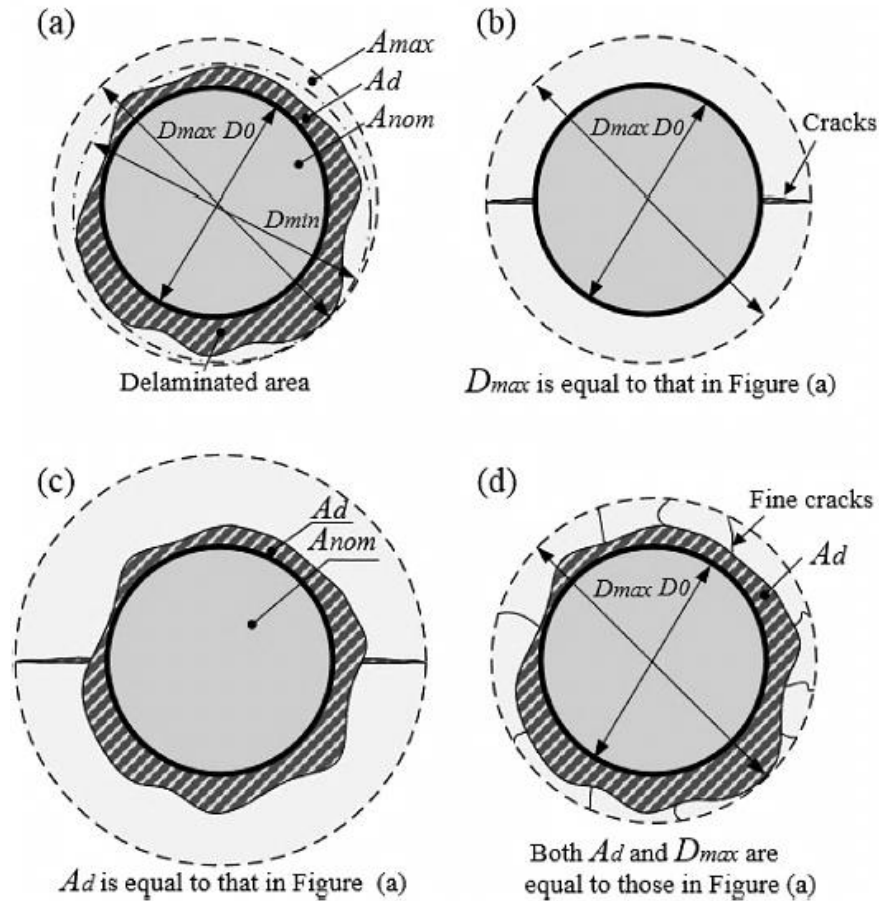 (a)
Amax
Ad
Anom
Dmax D0
Dmin
Delaminated area
(b)
Dmax D0
Cracks
Dmax is equal to that in Figure (a)
(c)
Ad
Anom
Ad is equal to that in Figure (a)
(d)
Fine cracks
Ad
Dmax D0
Both Ad and Dmax are
equal to those in Figure (a)